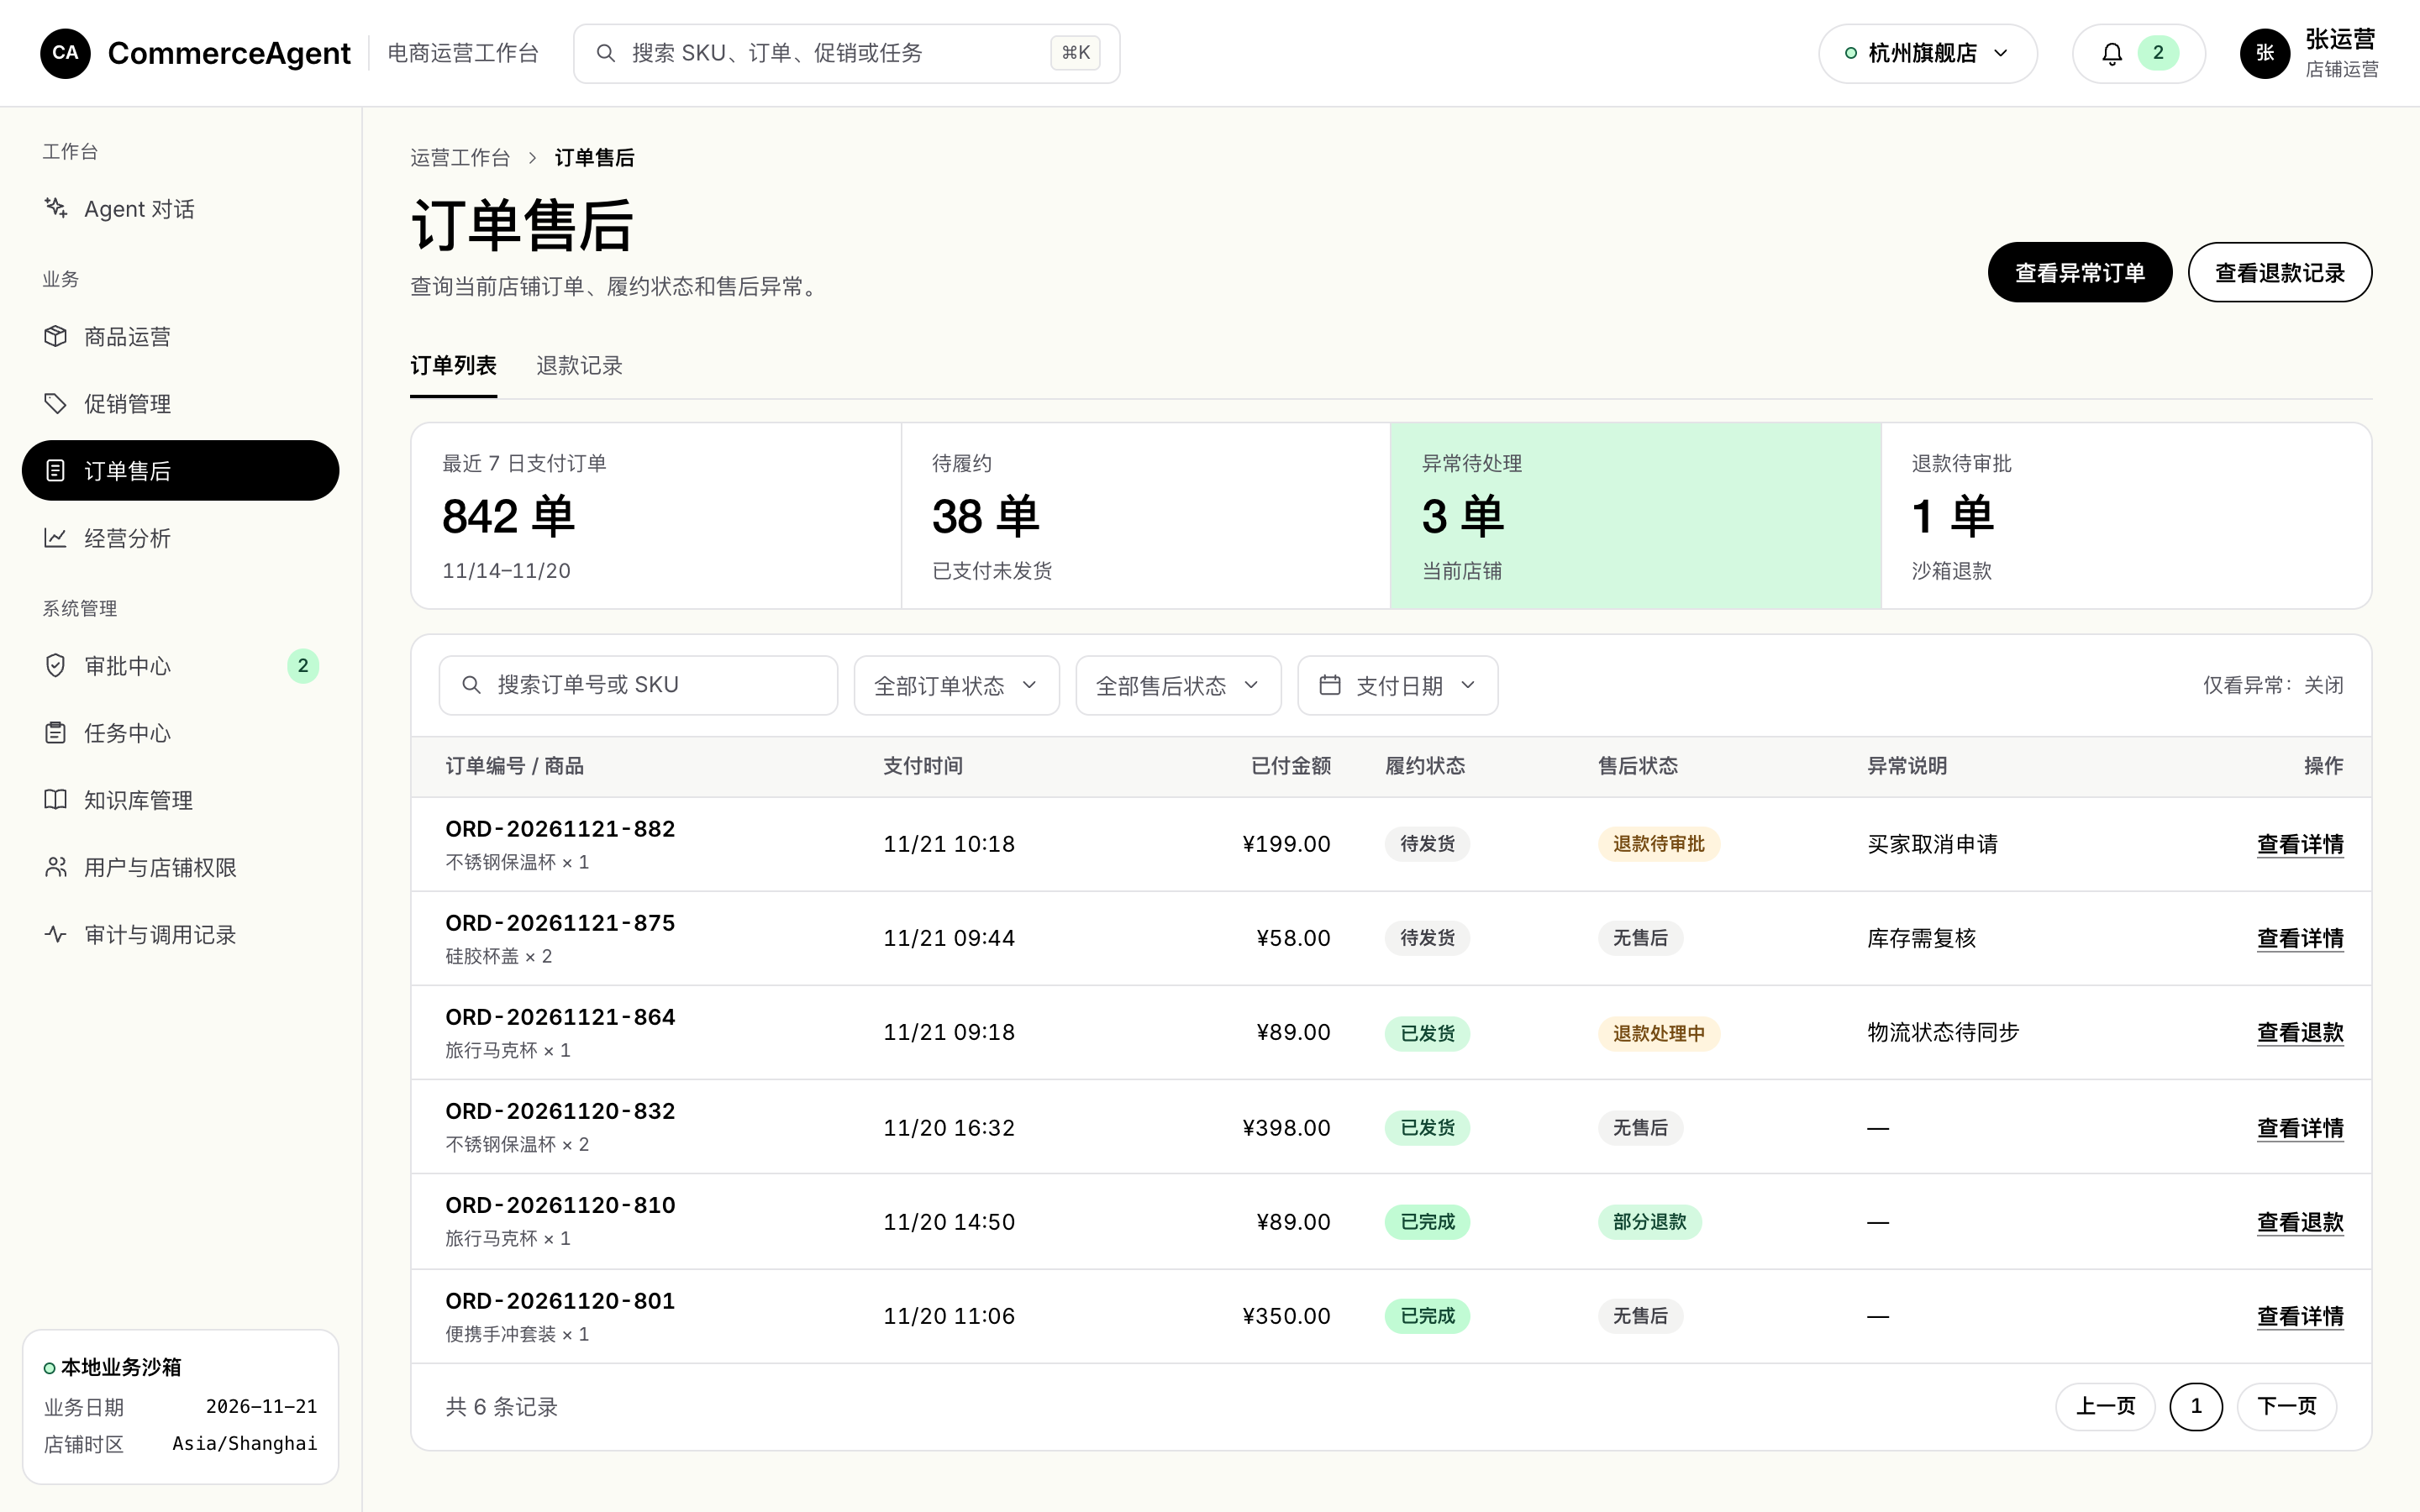 CA CommerceAgent 电商运营工作台 搜索 SKU、订单、促销或任务 ⌘K 杭州旗舰店 2 张 张运营
店铺运营
工作台
Agent 对话
业务
商品运营
促销管理
订单售后
经营分析
系统管理
审批中心 2
任务中心
知识库管理
用户与店铺权限
审计与调用记录
本地业务沙箱
业务日期 2026-11-21
店铺时区 Asia/Shanghai
运营工作台 > 订单售后
订单售后
查询当前店铺订单、履约状态和售后异常。
查看异常订单 查看退款记录
订单列表 退款记录
最近 7 日支付订单
842 单
11/14–11/20
待履约
38 单
已支付未发货
异常待处理
3 单
当前店铺
退款待审批
1 单
沙箱退款
搜索订单号或 SKU 全部订单状态 全部售后状态 支付日期 仅看异常：关闭
订单编号 / 商品 支付时间 已付金额 履约状态 售后状态 异常说明 操作
ORD-20261121-882
不锈钢保温杯 × 1
11/21 10:18 ¥199.00 待发货 退款待审批 买家取消申请 查看详情
ORD-20261121-875
硅胶杯盖 × 2
11/21 09:44 ¥58.00 待发货 无售后 库存需复核 查看详情
ORD-20261121-864
旅行马克杯 × 1
11/21 09:18 ¥89.00 已发货 退款处理中 物流状态待同步 查看退款
ORD-20261120-832
不锈钢保温杯 × 2
11/20 16:32 ¥398.00 已发货 无售后 — 查看详情
ORD-20261120-810
旅行马克杯 × 1
11/20 14:50 ¥89.00 已完成 部分退款 — 查看退款
ORD-20261120-801
便携手冲套装 × 1
11/20 11:06 ¥350.00 已完成 无售后 — 查看详情
共 6 条记录 上一页 1 下一页